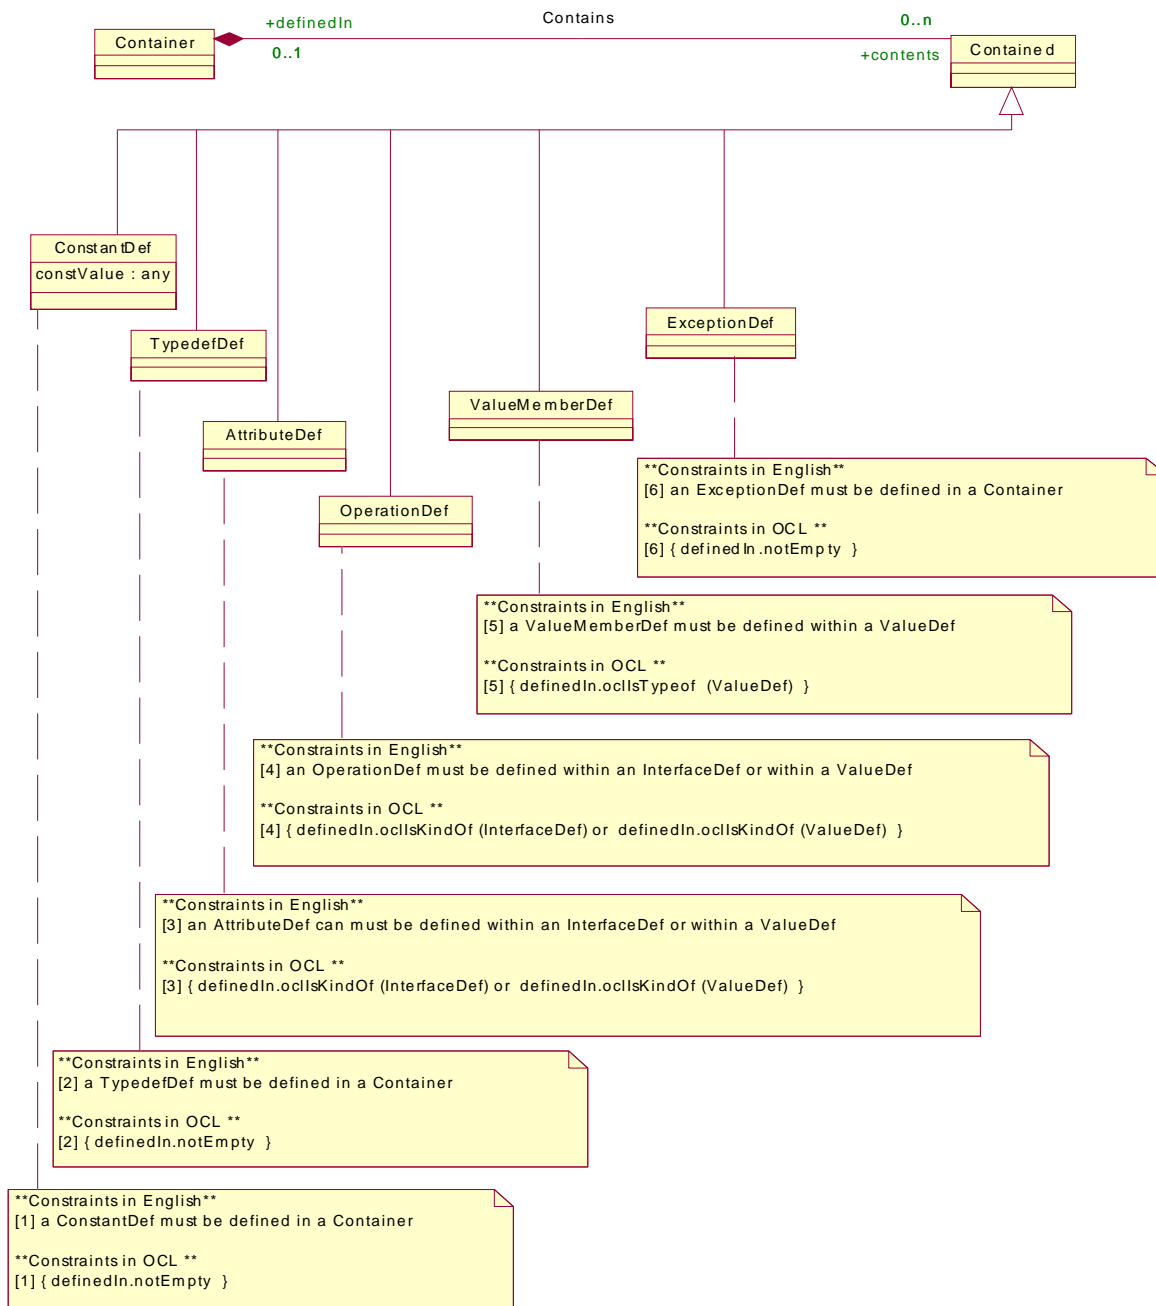 +definedIn
Contains
0..n
Container
0..1
+contents
Contained
ConstantDef
constValue : any
TypedefDef
AttributeDef
OperationDef
ValueMemberDef
ExceptionDef
**Constraints in English**
[6] an ExceptionDef must be defined in a Container
**Constraints in OCL **
[6] { definedIn.notEmpty }
**Constraints in English**
[5] a ValueMemberDef must be defined within a ValueDef
**Constraints in OCL **
[5] { definedIn.oclIsTypeof (ValueDef) }
**Constraints in English**
[4] an OperationDef must be defined within an InterfaceDef or within a ValueDef
**Constraints in OCL **
[4] { definedIn.oclIsKindOf (InterfaceDef) or definedIn.oclIsKindOf (ValueDef) }
**Constraints in English**
[3] an AttributeDef can must be defined within an InterfaceDef or within a ValueDef
**Constraints in OCL **
[3] { definedIn.oclIsKindOf (InterfaceDef) or definedIn.oclIsKindOf (ValueDef) }
**Constraints in English**
[2] a TypedefDef must be defined in a Container
**Constraints in OCL **
[2] { definedIn.notEmpty }
**Constraints in English**
[1] a ConstantDef must be defined in a Container
**Constraints in OCL **
[1] { definedIn.notEmpty }